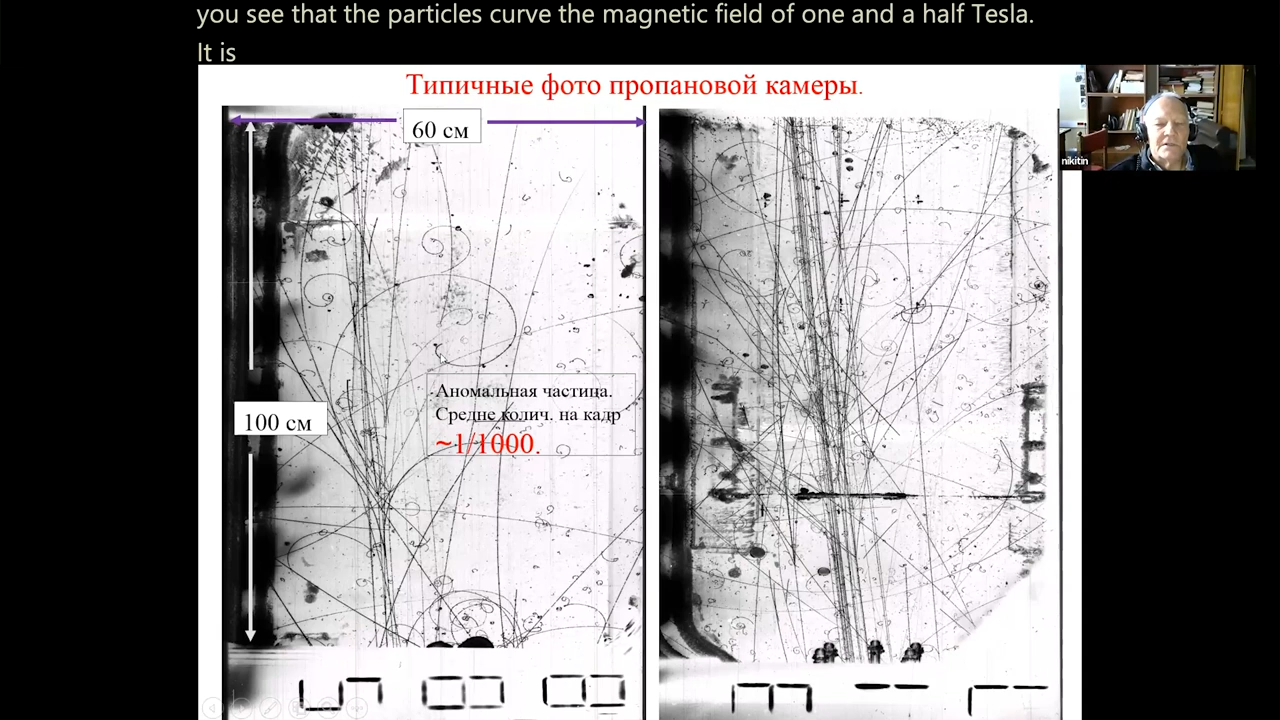 you see that the particles curve the magnetic field of one and a half Tesla.
It is
Типичные фото пропановой камеры.
60 см
nikitin
Аномальная частица.
Средне колич. на кадр
~1/1000.
100 см